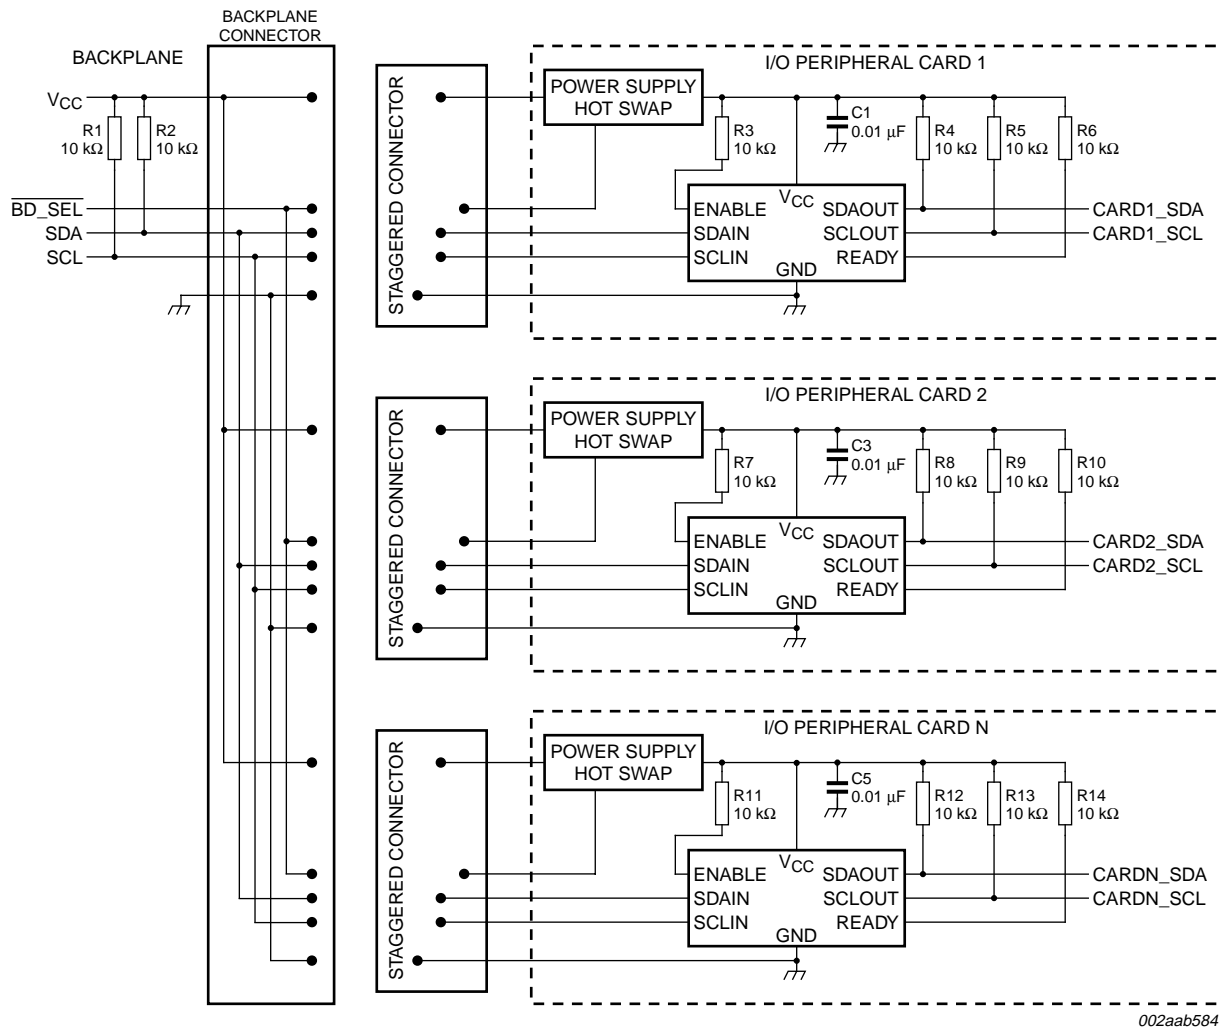 BACKPLANE
CONNECTOR
BACKPLANE
VCC
R1
10 kΩ
R2
10 kΩ
BD_SEL
SDA
SCL
STAGGERED CONNECTOR
I/O PERIPHERAL CARD 1
POWER SUPPLY
HOT SWAP
R3
10 kΩ
C1
0.01 μF
R4
10 kΩ
R5
10 kΩ
R6
10 kΩ
VCC
ENABLE
SDAIN
SCLIN
SDAOUT
SCLOUT
READY
GND
CARD1_SDA
CARD1_SCL
STAGGERED CONNECTOR
I/O PERIPHERAL CARD 2
POWER SUPPLY
HOT SWAP
R7
10 kΩ
C3
0.01 μF
R8
10 kΩ
R9
10 kΩ
R10
10 kΩ
VCC
ENABLE
SDAIN
SCLIN
SDAOUT
SCLOUT
READY
GND
CARD2_SDA
CARD2_SCL
STAGGERED CONNECTOR
I/O PERIPHERAL CARD N
POWER SUPPLY
HOT SWAP
R11
10 kΩ
C5
0.01 μF
R12
10 kΩ
R13
10 kΩ
R14
10 kΩ
VCC
ENABLE
SDAIN
SCLIN
SDAOUT
SCLOUT
READY
GND
CARDN_SDA
CARDN_SCL
002aab584